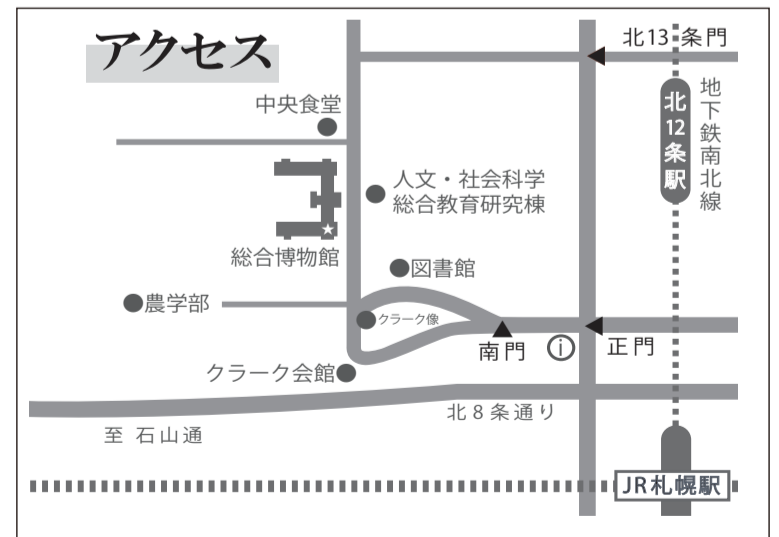 アクセス
北13条門
地下鉄南北線
北12条駅
中央食堂
人文・社会科学
総合教育研究棟
総合博物館
図書館
農学部
クラーク像
南門
i
正門
クラーク会館
北8条通り
至 石山通
JR札幌駅